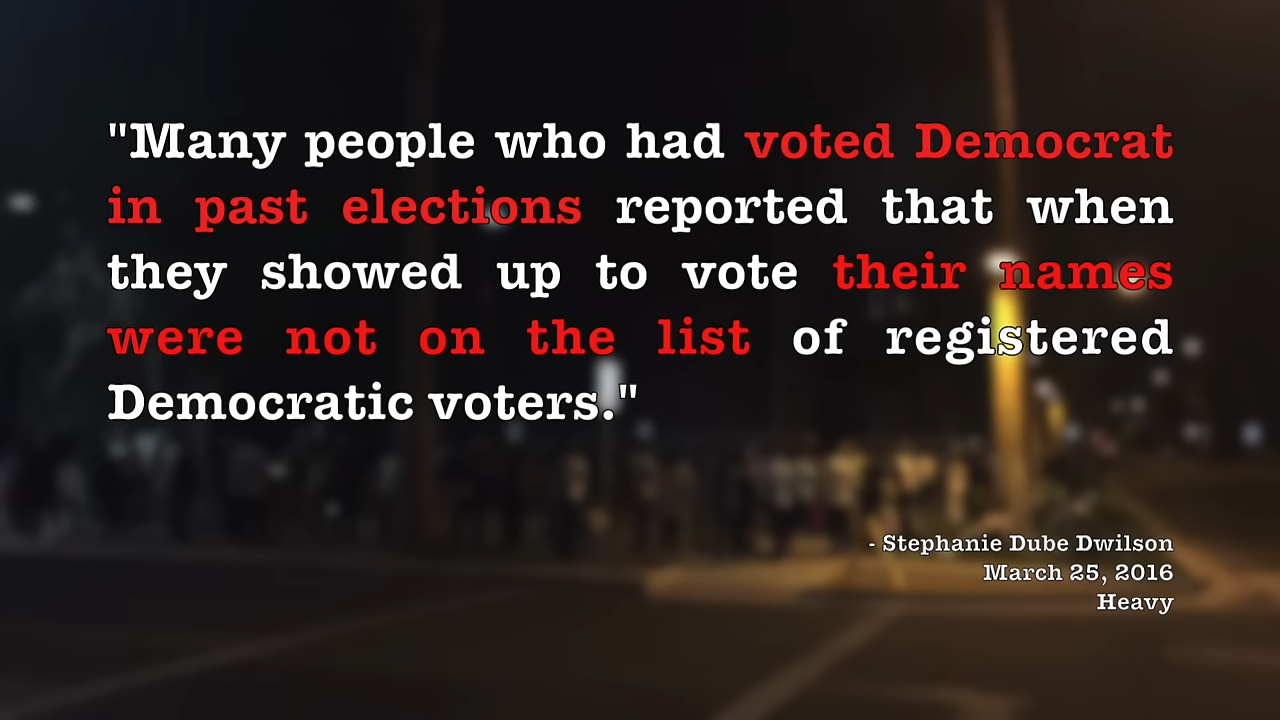 "Many people who had voted Democrat
in past elections reported that when
they showed up to vote their names
were not on the list of registered
Democratic voters."
- Stephanie Dube Dwilson
March 25, 2016
Heavy